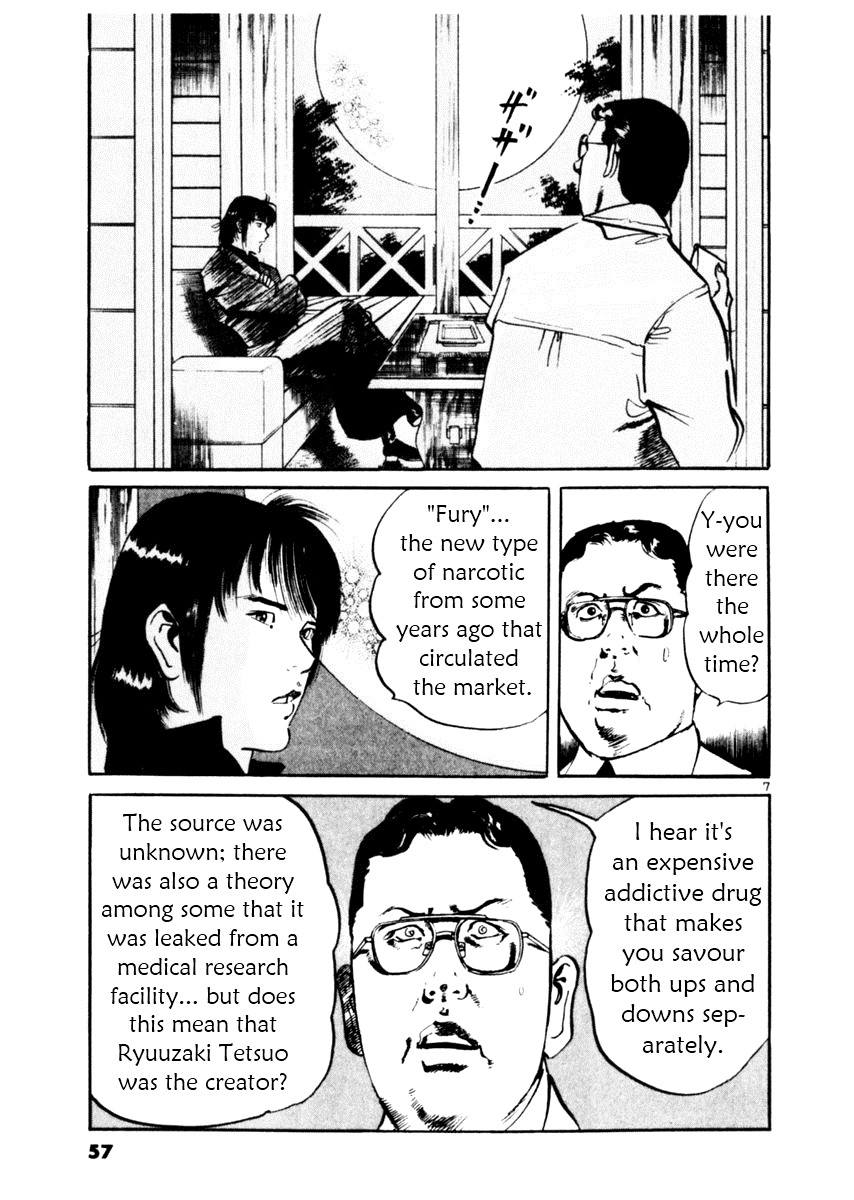 ザ
ザ
ー
Y-you
were
there
the
whole
time?
"Fury"...
the new type
of narcotic
from some
years ago that
circulated
the market.
7
I hear it's
an expensive
addictive drug
that makes
you savour
both ups and
downs sep-
arately.
The source was
unknown; there
was also a theory
among some that it
was leaked from a
medical research
facility... but does
this mean that
Ryuuzaki Tetsuo
was the creator?
57